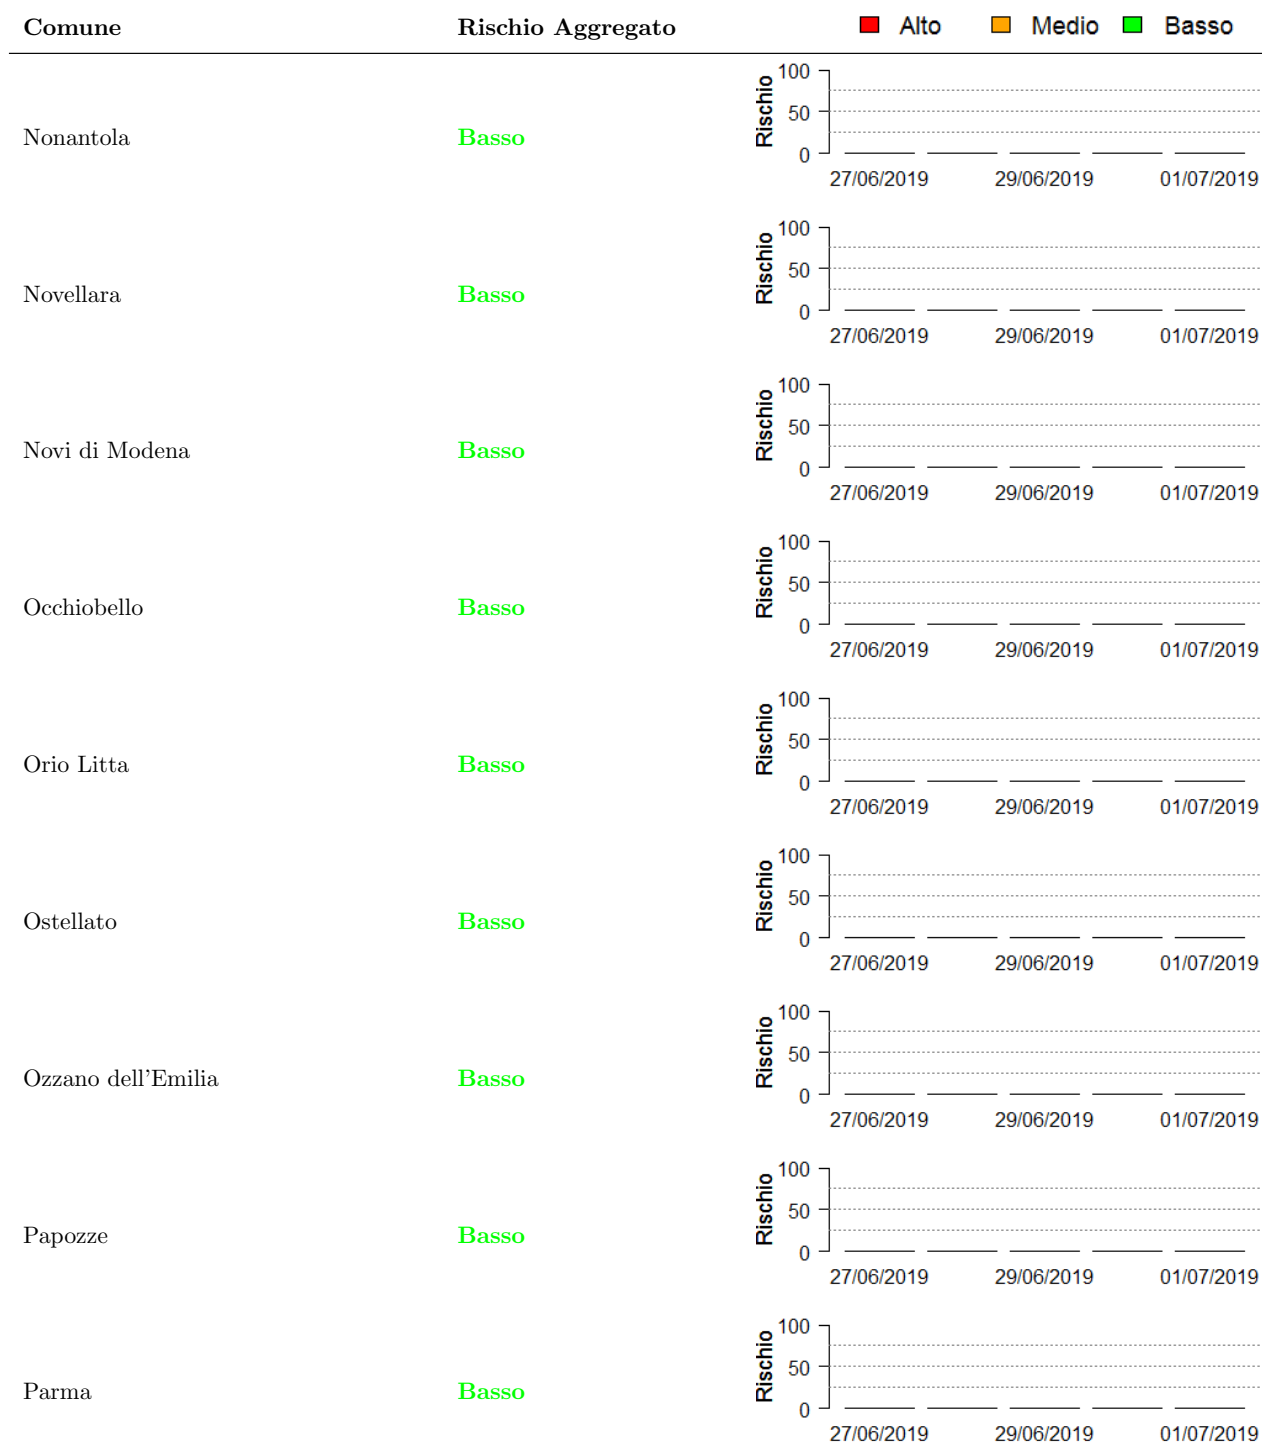 Comune Rischio Aggregato Alto Medio Basso
Nonantola Basso Rischio 100 50 0
27/06/2019 29/06/2019 01/07/2019
Novellara Basso Rischio 100 50 0
27/06/2019 29/06/2019 01/07/2019
Novi di Modena Basso Rischio 100 50 0
27/06/2019 29/06/2019 01/07/2019
Occhiobello Basso Rischio 100 50 0
27/06/2019 29/06/2019 01/07/2019
Orio Litta Basso Rischio 100 50 0
27/06/2019 29/06/2019 01/07/2019
Ostellato Basso Rischio 100 50 0
27/06/2019 29/06/2019 01/07/2019
Ozzano dell'Emilia Basso Rischio 100 50 0
27/06/2019 29/06/2019 01/07/2019
Papozze Basso Rischio 100 50 0
27/06/2019 29/06/2019 01/07/2019
Parma Basso Rischio 100 50 0
27/06/2019 29/06/2019 01/07/2019